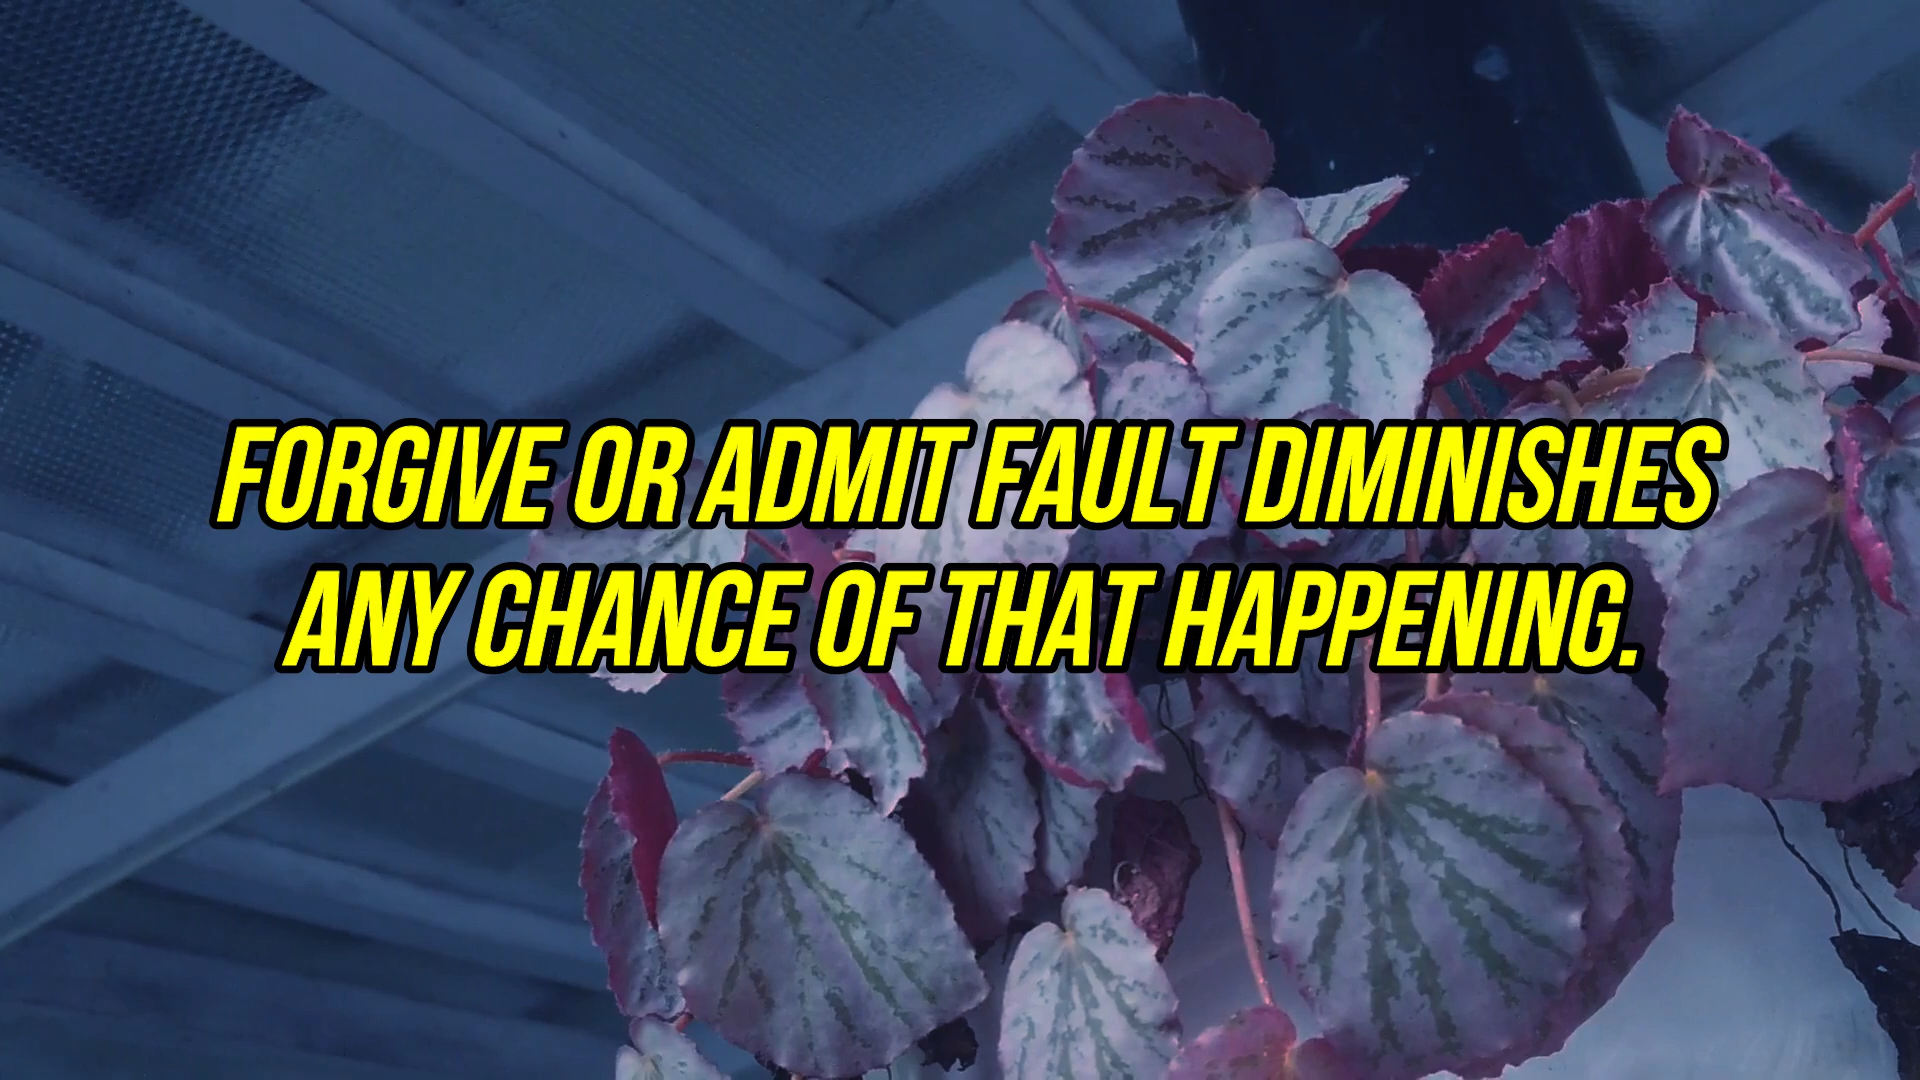 FORGIVE OR ADMIT FAULT DIMINISHES
ANY CHANCE OF THAT HAPPENING.